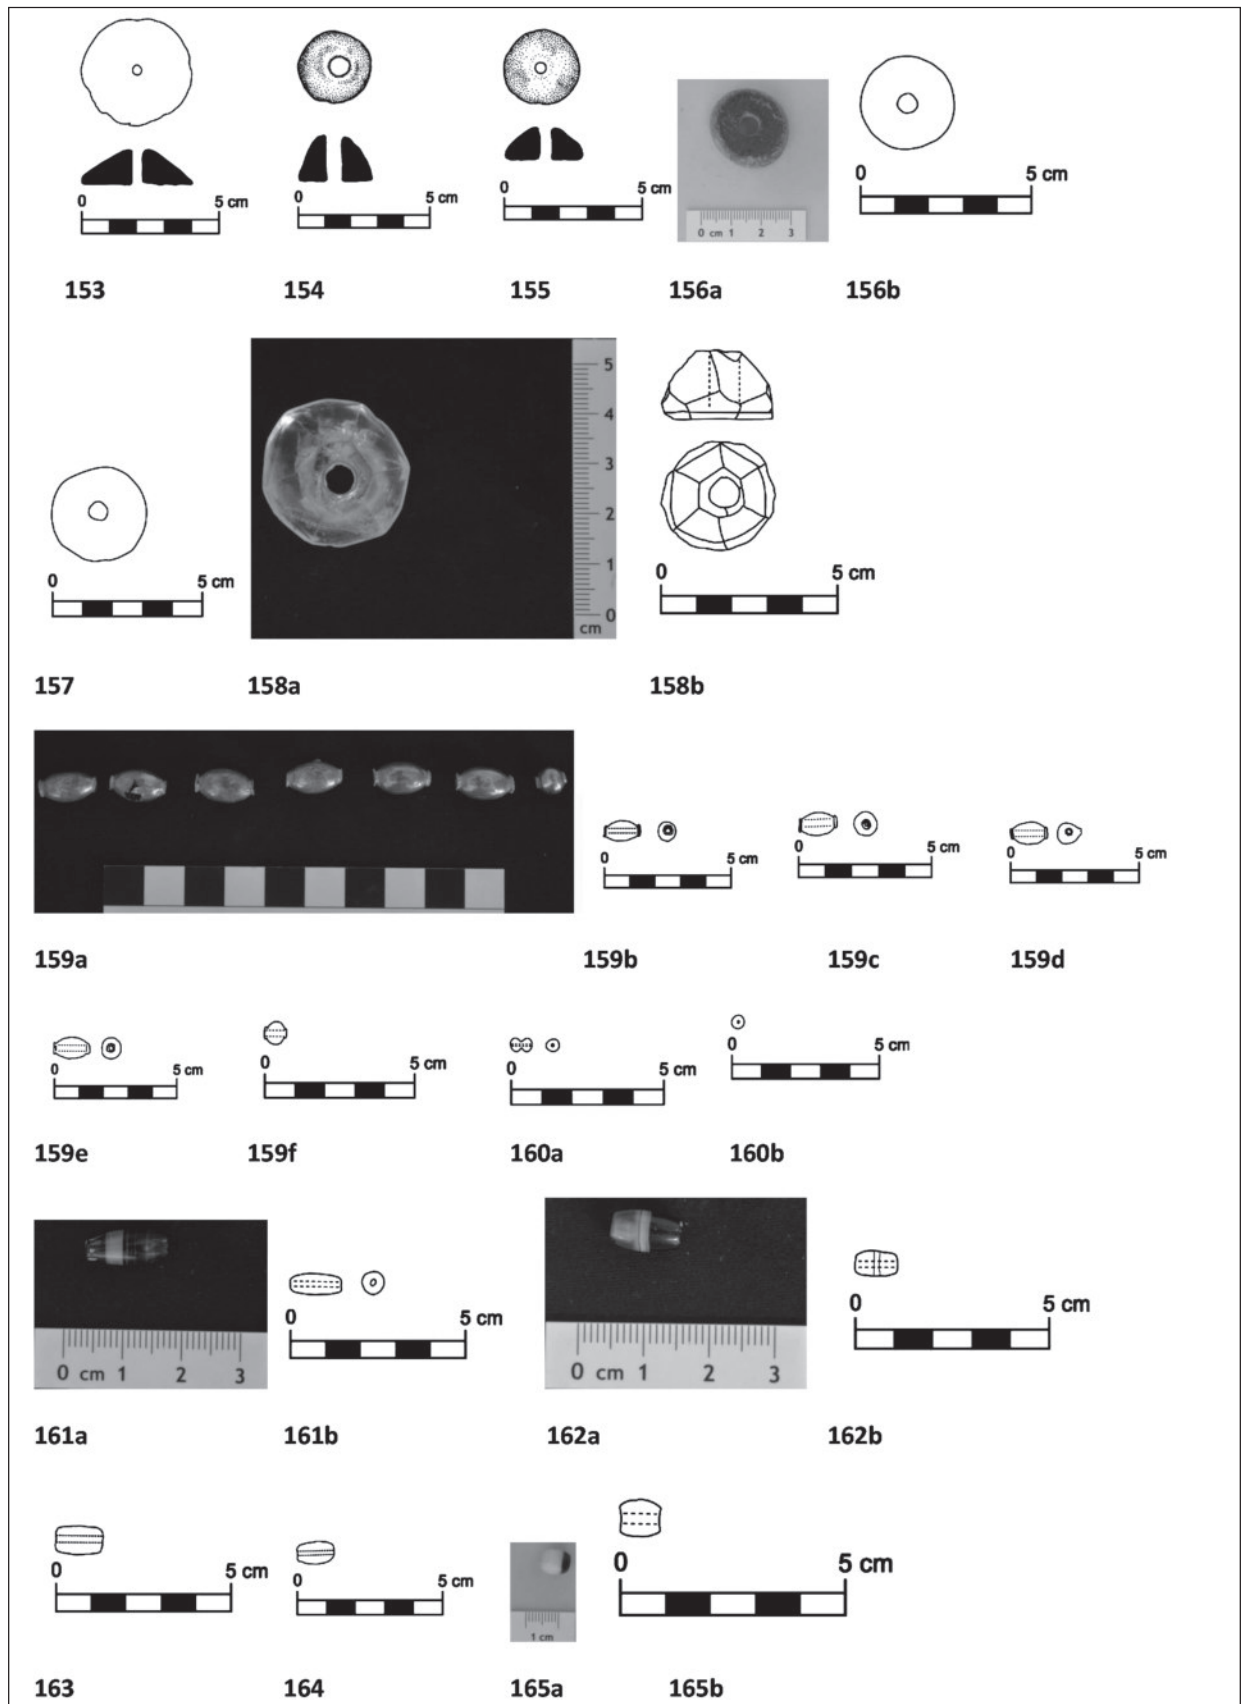 0 5 cm
0 5 cm
0 5 cm
0 cm 1 2 3
0 5 cm
153 154 155 156a 156b
5
4
3
2
1
0
cm
0 5 cm
0 5 cm
157 158a 158b
0 5 cm
0 5 cm
0 5 cm
159a 159b 159c 159d
0 5 cm
0 5 cm
0 5 cm
0 5 cm
159e 159f 160a 160b
0 cm 1 2 3
0 5 cm
0 cm 1 2 3
0 5 cm
161a 161b 162a 162b
0 5 cm
0 5 cm
1 cm
0 5 cm
163 164 165a 165b